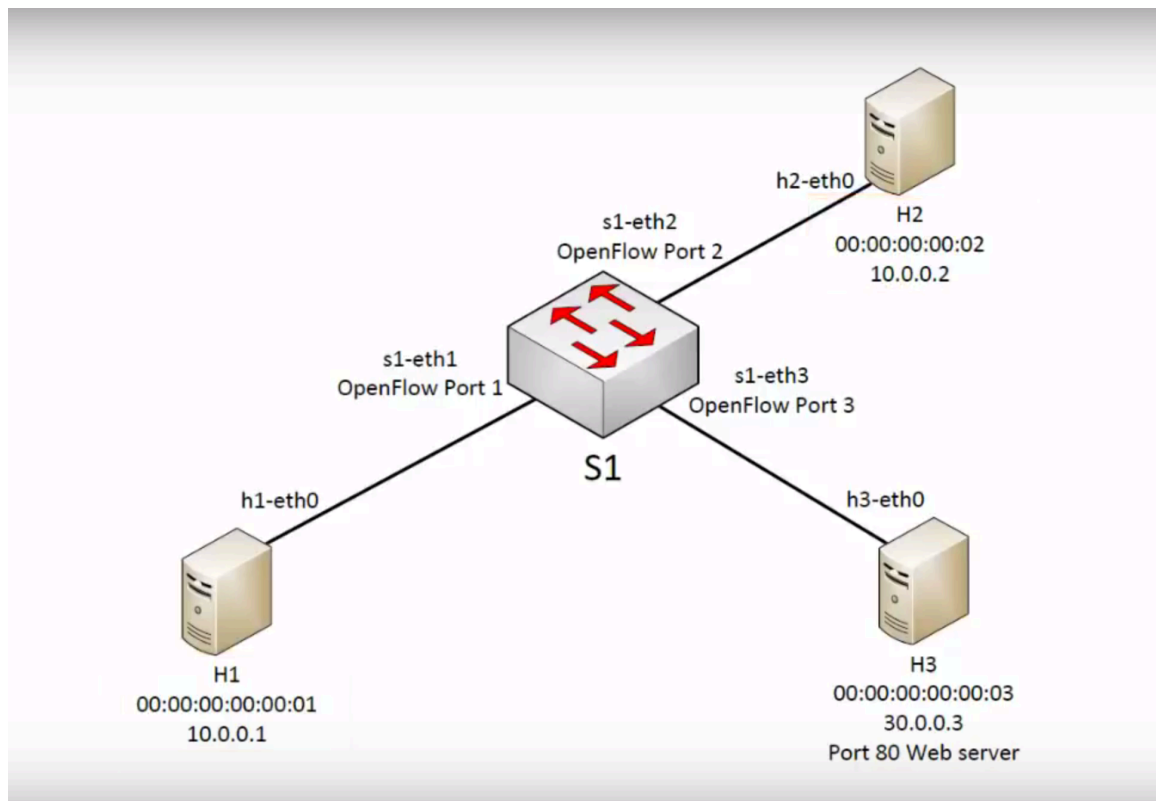 h2-eth0
H2
00:00:00:00:02
10.0.0.2
s1-eth2
OpenFlow Port 2
s1-eth1
OpenFlow Port 1
s1-eth3
OpenFlow Port 3
S1
h1-eth0
H1
00:00:00:00:00:01
10.0.0.1
h3-eth0
H3
00:00:00:00:00:03
30.0.0.3
Port 80 Web server